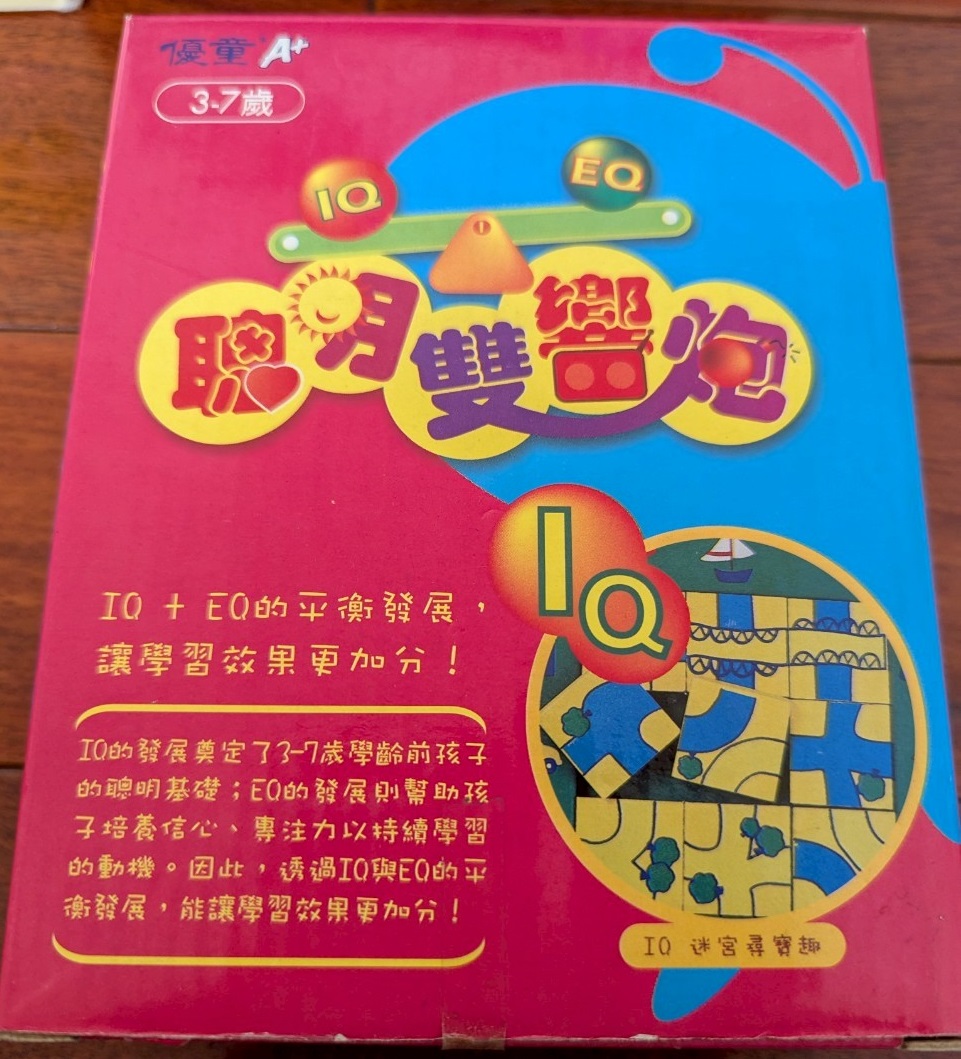 優童 A+
3-7歲
IQ
EQ
聰明雙響炮
IQ
IQ + EQ的平衡發展，
讓學習效果更加分！
IQ的發展奠定了3-7歲學齡前孩子
的聰明基礎；EQ的發展則幫助孩
子培養信心、專注力以持續學習
的動機。因此，透過IQ與EQ的平
衡發展，能讓學習效果更加分！
IQ 迷宮尋寶趣